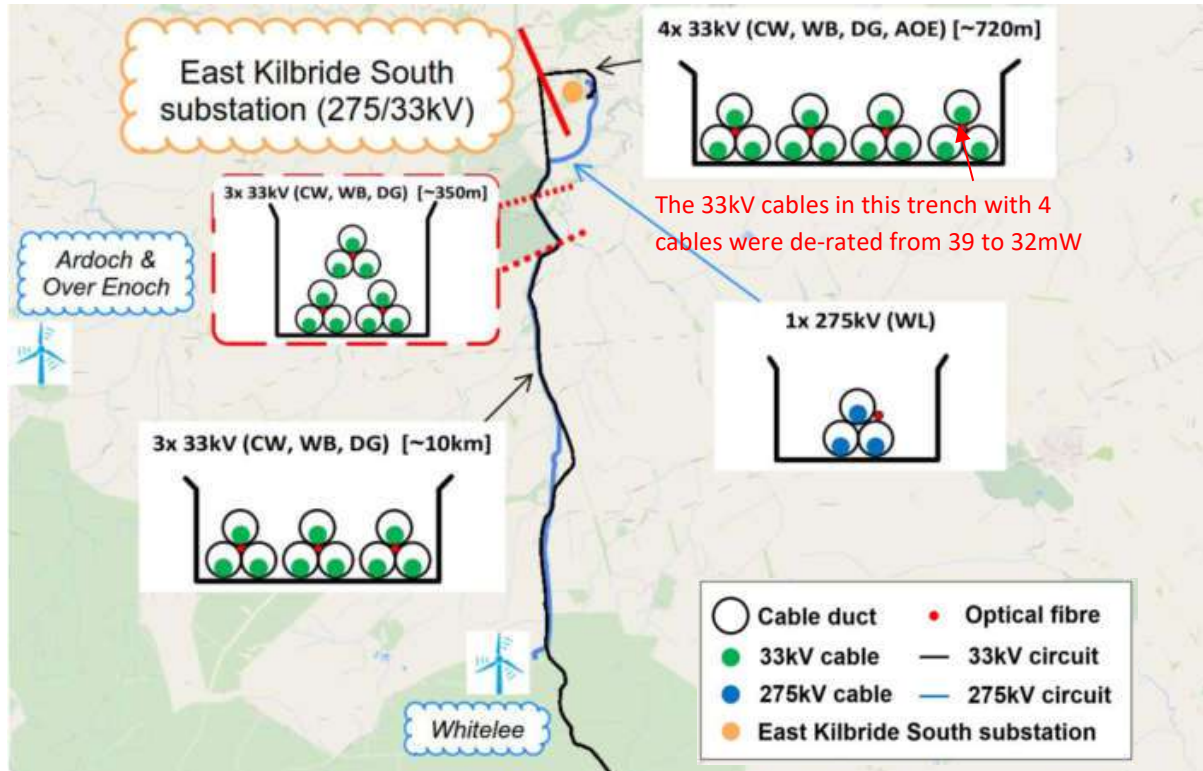 East Kilbride South
substation (275/33kV)
4x 33kV (CW, WB, DG, AOE) [~720m]
The 33kV cables in this trench with 4
cables were de-rated from 39 to 32mW
3x 33kV (CW, WB, DG) [~350m]
Ardoch &
Over Enoch
1x 275kV (WL)
3x 33kV (CW, WB, DG) [~10km]
Whitelee
Cable duct
Optical fibre
33kV cable
33kV circuit
275kV cable
275kV circuit
East Kilbride South substation